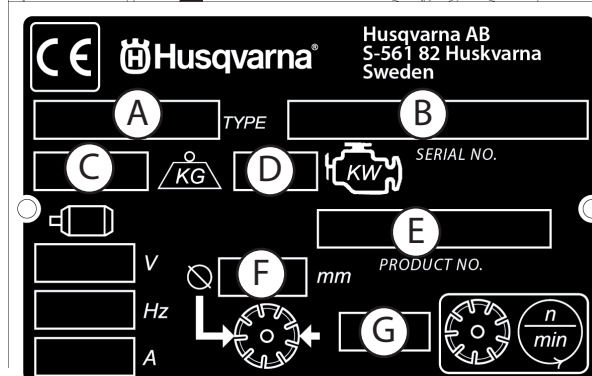 CE
Husqvarna®
Husqvarna AB
S-561 82 Huskvarna
Sweden
A
TYPE
B
SERIAL NO.
C
KG
D
KW
E
PRODUCT NO.
V
F
mm
Hz
G
n
min
A